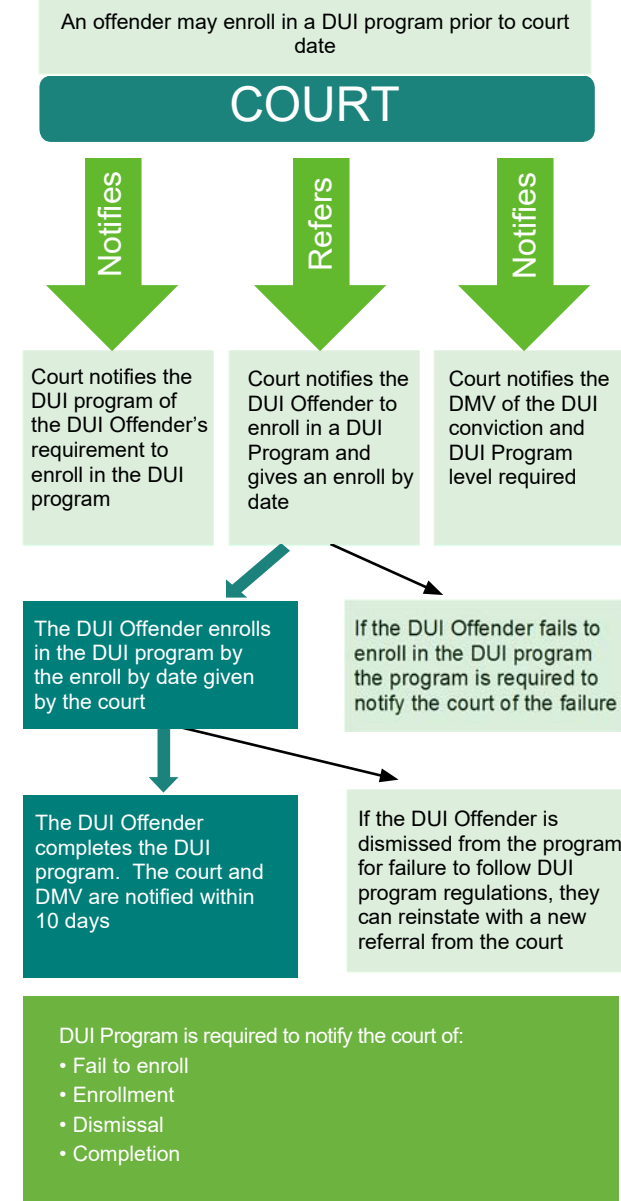 An offender may enroll in a DUI program prior to court
date
COURT
Notifies
Refers
Notifies
Court notifies the
DUI program of
the DUI Offender's
requirement to
enroll in the DUI
program
Court notifies the
DUI Offender to
enroll in a DUI
Program and
gives an enroll by
date
Court notifies the
DMV of the DUI
conviction and
DUI Program
level required
The DUI Offender enrolls
in the DUI program by
the enroll by date given
by the court
If the DUI Offender fails to
enroll in the DUI program
the program is required to
notify the court of the failure
The DUI Offender
completes the DUI
program.  The court and
DMV are notified within
10 days
If the DUI Offender is
dismissed from the program
for failure to follow DUI
program regulations, they
can reinstate with a new
referral from the court
DUI Program is required to notify the court of:
• Fail to enroll
• Enrollment
• Dismissal
• Completion